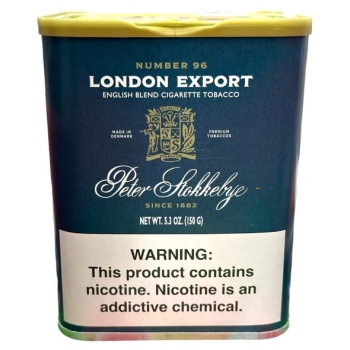 NUMBER 96
LONDON EXPORT
ENGLISH BLEND CIGARETTE TOBACCO
MADE IN
DENMARK
PREMIUM
TOBACCOS
Peter Stokkebye
SINCE 1882
NET WT. 5.3 OZ. (150 G)
WARNING:
This product contains
nicotine. Nicotine is an
addictive chemical.